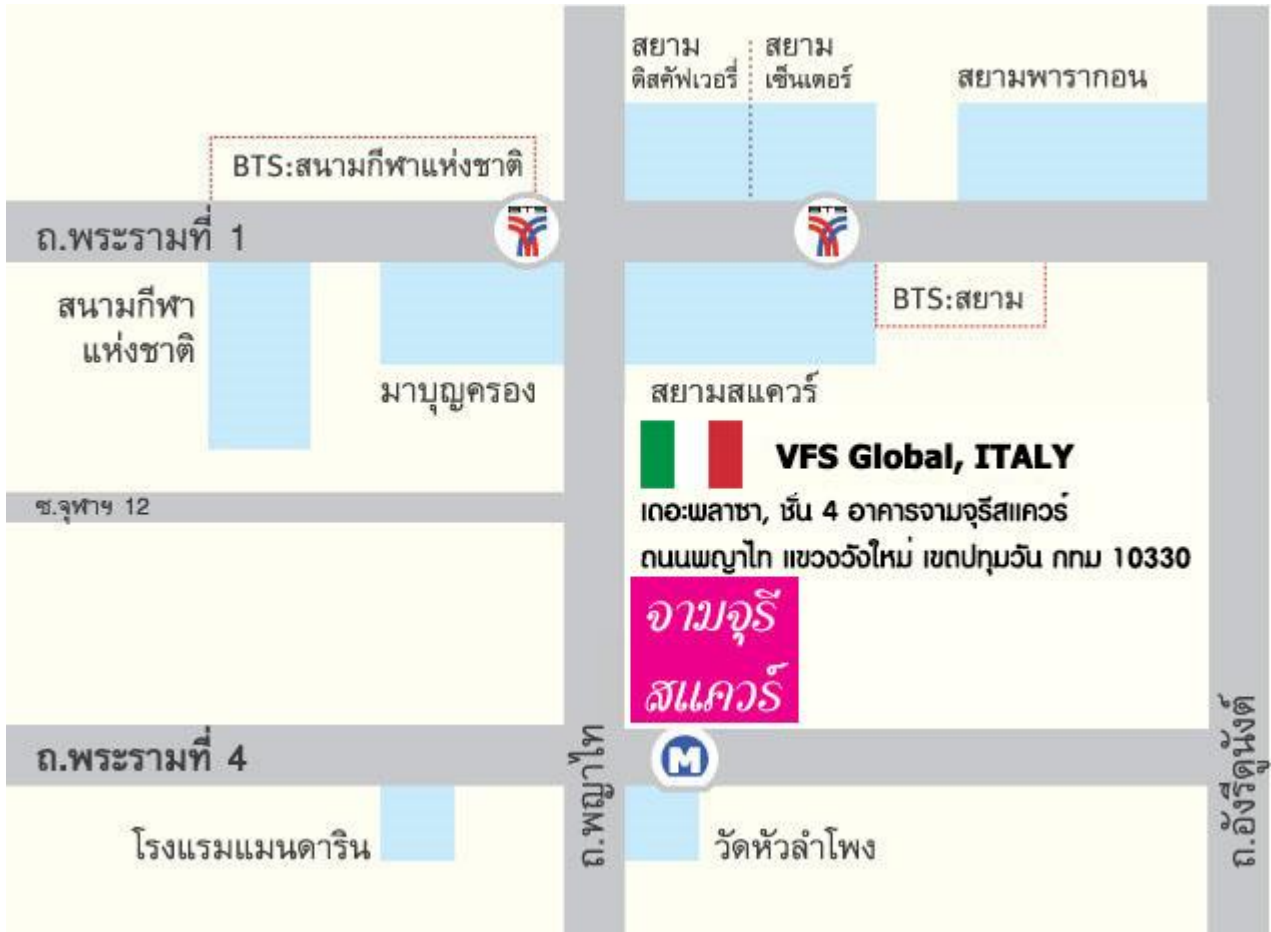 สยาม
ดิสคัฟเวอรี่
สยาม
เซ็นเตอร์
สยามพารากอน
BTS:สนามกีฬาแห่งชาติ
BTS
BTS
ถ.พระรามที่ 1
สนามกีฬา
แห่งชาติ
BTS:สยาม
มาบุญครอง
สยามสแควร์
VFS Global, ITALY
ซ.จุฬาฯ 12
เดอะพลาซา, ชั้น 4 อาคารจามจุรีสแควร์
ถนนพญาไท แขวงวังใหม่ เขตปทุมวัน กทม 10330
จามจุรี
สแควร์
ถ.พระรามที่ 4
M
ถ.พญาไท
ถ.อังรีดูนังต์
โรงแรมแมนดาริน
วัดหัวลำโพง